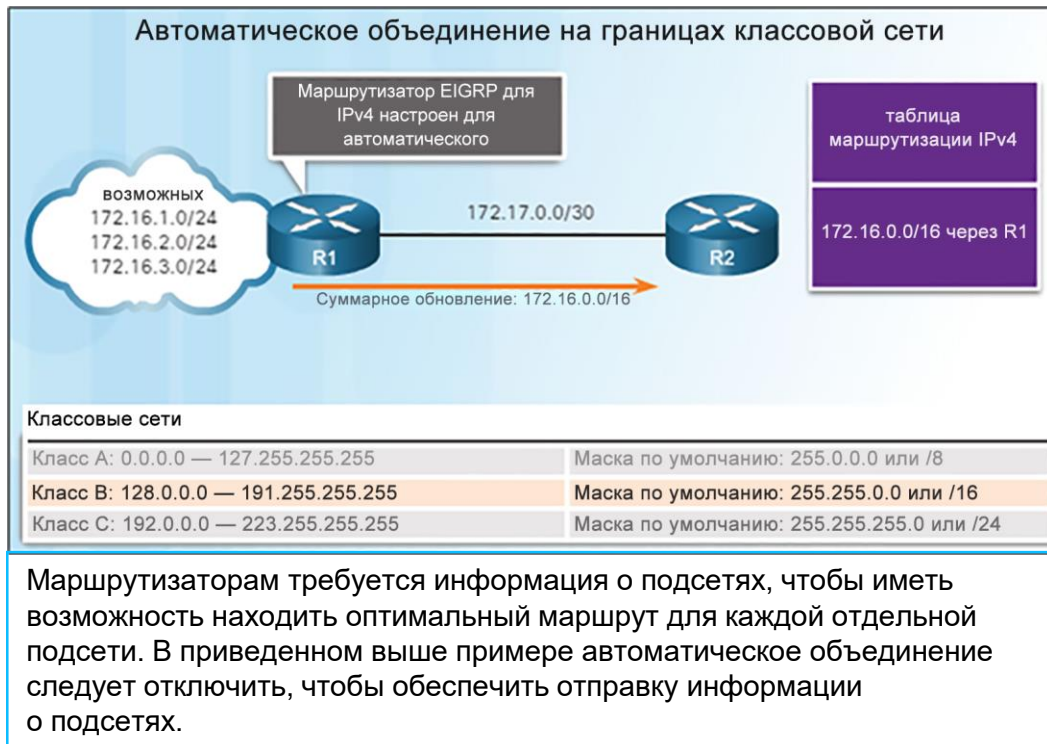 Автоматическое объединение на границах классовой сети
Маршрутизатор EIGRP для
IPv4 настроен для
автоматического
таблица
маршрутизации IPv4
возможных
172.16.1.0/24
172.16.2.0/24
172.16.3.0/24
R1
172.17.0.0/30
R2
172.16.0.0/16 через R1
Суммарное обновление: 172.16.0.0/16
Классовые сети
Класс A: 0.0.0.0 — 127.255.255.255 Маска по умолчанию: 255.0.0.0 или /8
Класс B: 128.0.0.0 — 191.255.255.255 Маска по умолчанию: 255.255.0.0 или /16
Класс C: 192.0.0.0 — 223.255.255.255 Маска по умолчанию: 255.255.255.0 или /24
Маршрутизаторам требуется информация о подсетях, чтобы иметь
возможность находить оптимальный маршрут для каждой отдельной
подсети. В приведенном выше примере автоматическое объединение
следует отключить, чтобы обеспечить отправку информации
о подсетях.